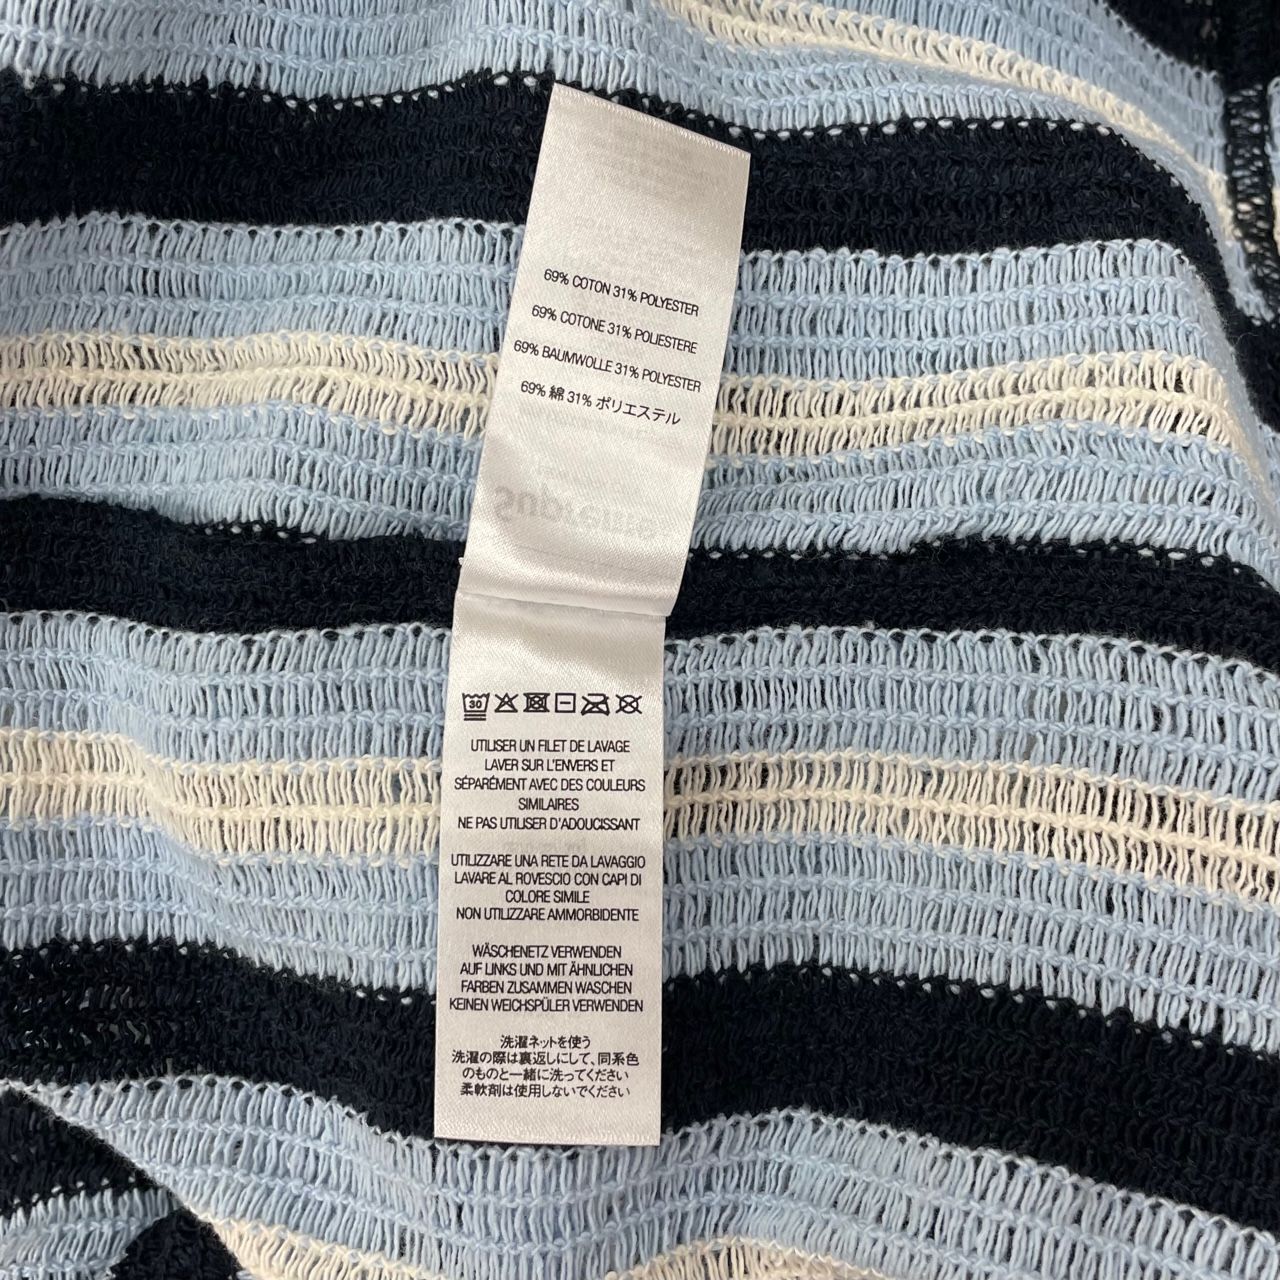 69% COTON 31% POLYESTER
69% COTONE 31% POLIESTERE
69% BAUMWOLLE 31% POLYESTER
69% 綿 31% ポリエステル
Supreme
30
UTILISER UN FILET DE LAVAGE
LAVER SUR L'ENVERS ET
SÉPARÉMENT AVEC DES COULEURS
SIMILAIRES
NE PAS UTILISER D'ADOUCISSANT
UTILIZZARE UNA RETE DA LAVAGGIO
LAVARE AL ROVESCIO CON CAPI DI
COLORE SIMILE
NON UTILIZZARE AMMORBIDENTE
WÄSCHENETZ VERWENDEN
AUF LINKS UND MIT ÄHNLICHEN
FARBEN ZUSAMMEN WASCHEN
KEINEN WEICHSPÜLER VERWENDEN
洗濯ネットを使う
洗濯の際は裏返しにして、同系色
のものと一緒に洗ってください
柔軟剤は使用しないでください